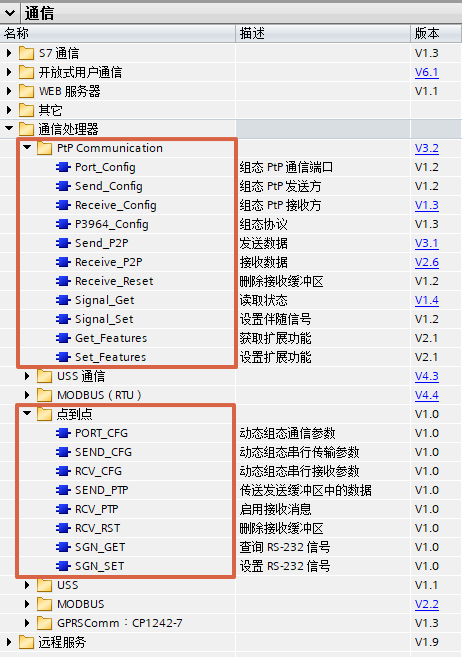 通信
名称 描述 版本
S7 通信 V1.3
开放式用户通信 V6.1
WEB 服务器 V1.1
其它
通信处理器
PtP Communication V3.2
Port_Config 组态 PtP 通信端口 V1.2
Send_Config 组态 PtP 发送方 V1.2
Receive_Config 组态 PtP 接收方 V1.3
P3964_Config 组态协议 V1.3
Send_P2P 发送数据 V3.1
Receive_P2P 接收数据 V2.6
Receive_Reset 删除接收缓冲区 V1.2
Signal_Get 读取状态 V1.4
Signal_Set 设置伴随信号 V1.2
Get_Features 获取扩展功能 V2.1
Set_Features 设置扩展功能 V2.1
USS 通信 V4.3
MODBUS（RTU） V4.4
点到点 V1.0
PORT_CFG 动态组态通信参数 V1.0
SEND_CFG 动态组态串行传输参数 V1.0
RCV_CFG 动态组态串行接收参数 V1.0
SEND_PTP 传送发送缓冲区中的数据 V1.0
RCV_PTP 启用接收消息 V1.0
RCV_RST 删除接收缓冲区 V1.0
SGN_GET 查询 RS-232 信号 V1.0
SGN_SET 设置 RS-232 信号 V1.0
USS V1.1
MODBUS V2.2
GPRSComm：CP1242-7 V1.3
远程服务 V1.9